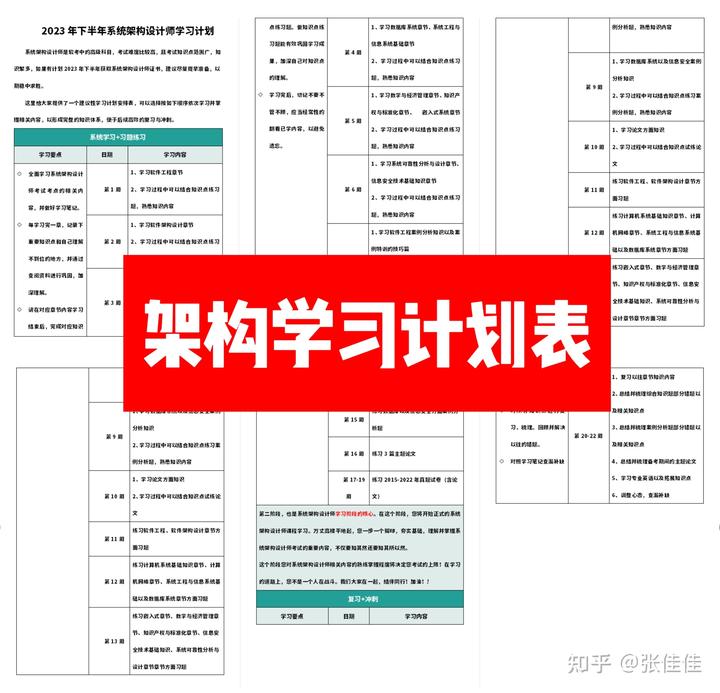 2023 年下半年系统架构设计师学习计划
系统架构设计师是软考中的高级科目，考试难度比较高，且考试知识点范围广，知
识繁多，如果有计划 2023 年下半年获取系统架构设计师证书，建议尽量提早准备，以
期稳中求胜。
这里给大家提供了一个建议性学习计划安排表，可以选择按如下顺序依次学习并掌
握相关内容，以形成完整的知识体系，便于后续高效的复习与冲刺。
系统学习+习题练习
学习要点
日期
学习内容
◇ 全面学习系统架构设计
师考试考点的相关内
容，并做好学习笔记。
◇ 每学习完一章，记录下
重要知识点和自己理解
不到位的地方，并通过
查阅资料进行巩固，加
深理解。
◇ 请在对应章节内容学习
结束后，完成对应知识
第 1 周
1、学习软件工程章节
2、学习过程中可以结合知识点练习
题，熟悉知识内容
第 2 周
1、学习软件架构设计章节
2、学习过程中可以结合知识点练习
第 3 周
点练习题。做知识点练
习题能有效巩固学习成
果，加深自己对知识点
的理解。
◇ 学习完后，切记不要不
管不顾，应当经常性的
翻看已学内容，以避免
遗忘。
第 4 周
1、学习数据库系统章节、系统工程与
信息系统基础章节
2、学习过程中可以结合知识点练习
题，熟悉知识内容
第 5 周
1、学习数学与经济管理章节、知识产
权与标准化章节、 嵌入式系统章节
2、学习过程中可以结合知识点练习
题，熟悉知识内容
第 6 周
1、学习系统可靠性分析与设计章节、
信息安全技术基础知识章节
2、学习过程中可以结合知识点练习
题，熟悉知识内容
1、学习软件工程案例分析知识以及案
例特训的技巧篇
例分析题，熟悉知识内容
第 9 周
1、学习数据库系统以及信息安全案例
分析知识
2、学习过程中可以结合知识点练习案
例分析题，熟悉知识内容
第 10 周
1、学习论文方面知识
2、学习过程中可以结合知识点试练论
文
第 11 周
练习软件工程、软件架构设计章节方
面习题
第 12 周
练习计算机系统基础知识章节、计算
机网络章节、系统工程与信息系统基
础以及数据库系统章节方面习题
练习嵌入式章节、数学与经济管理章
节、知识产权与标准化章节、信息安
全技术基础知识、系统可靠性分析与
设计章节章节方面习题
架构学习计划表
第 9 周
分析知识
2、学习过程中可以结合知识点练习案
例分析题，熟悉知识内容
第 10 周
1、学习论文方面知识
2、学习过程中可以结合知识点试练论
文
第 11 周
练习软件工程、软件架构设计章节方
面习题
第 12 周
练习计算机系统基础知识章节、计算
机网络章节、系统工程与信息系统基
础以及数据库系统章节方面习题
第 13 周
练习嵌入式章节、数学与经济管理章
节、知识产权与标准化章节、信息安
全技术基础知识、系统可靠性分析与
设计章节章节方面习题
第 15 周
析题
第 16 周
练习 3 篇主题论文
第 17-19
周
练习 2015-2022 年真题试卷（含论
文）
第二阶段，也是系统架构设计师学习阶段的核心。在这个阶段，您将开始正式的系统
架构设计师课程学习。万丈高楼平地起，您一步一个脚印，夯实基础，理解并掌握系
统架构设计师考试的重要内容，不仅要知其然还要知其所以然。
这个阶段您对系统架构设计师相关内容的熟练掌握程度将决定您考试的上限！在学习
的道路上，您不是一个人在战斗。我们大家在一起，结伴同行！加油！！
复习+冲刺
学习要点
日期
学习内容
习，梳理，回顾并解决
以往的错题。
◇ 对照学习笔记查漏补缺
第 20-22 周
1、复习以往章节知识内容
2、总结并梳理综合知识题部分错题以
及相关知识点
3、总结并梳理案例分析题部分错题以
及相关知识点
4、总结并梳理备考期间的主题论文
5、学习专业英语以及拓展知识点
6、调整心态，查漏补缺
知乎 @张佳佳